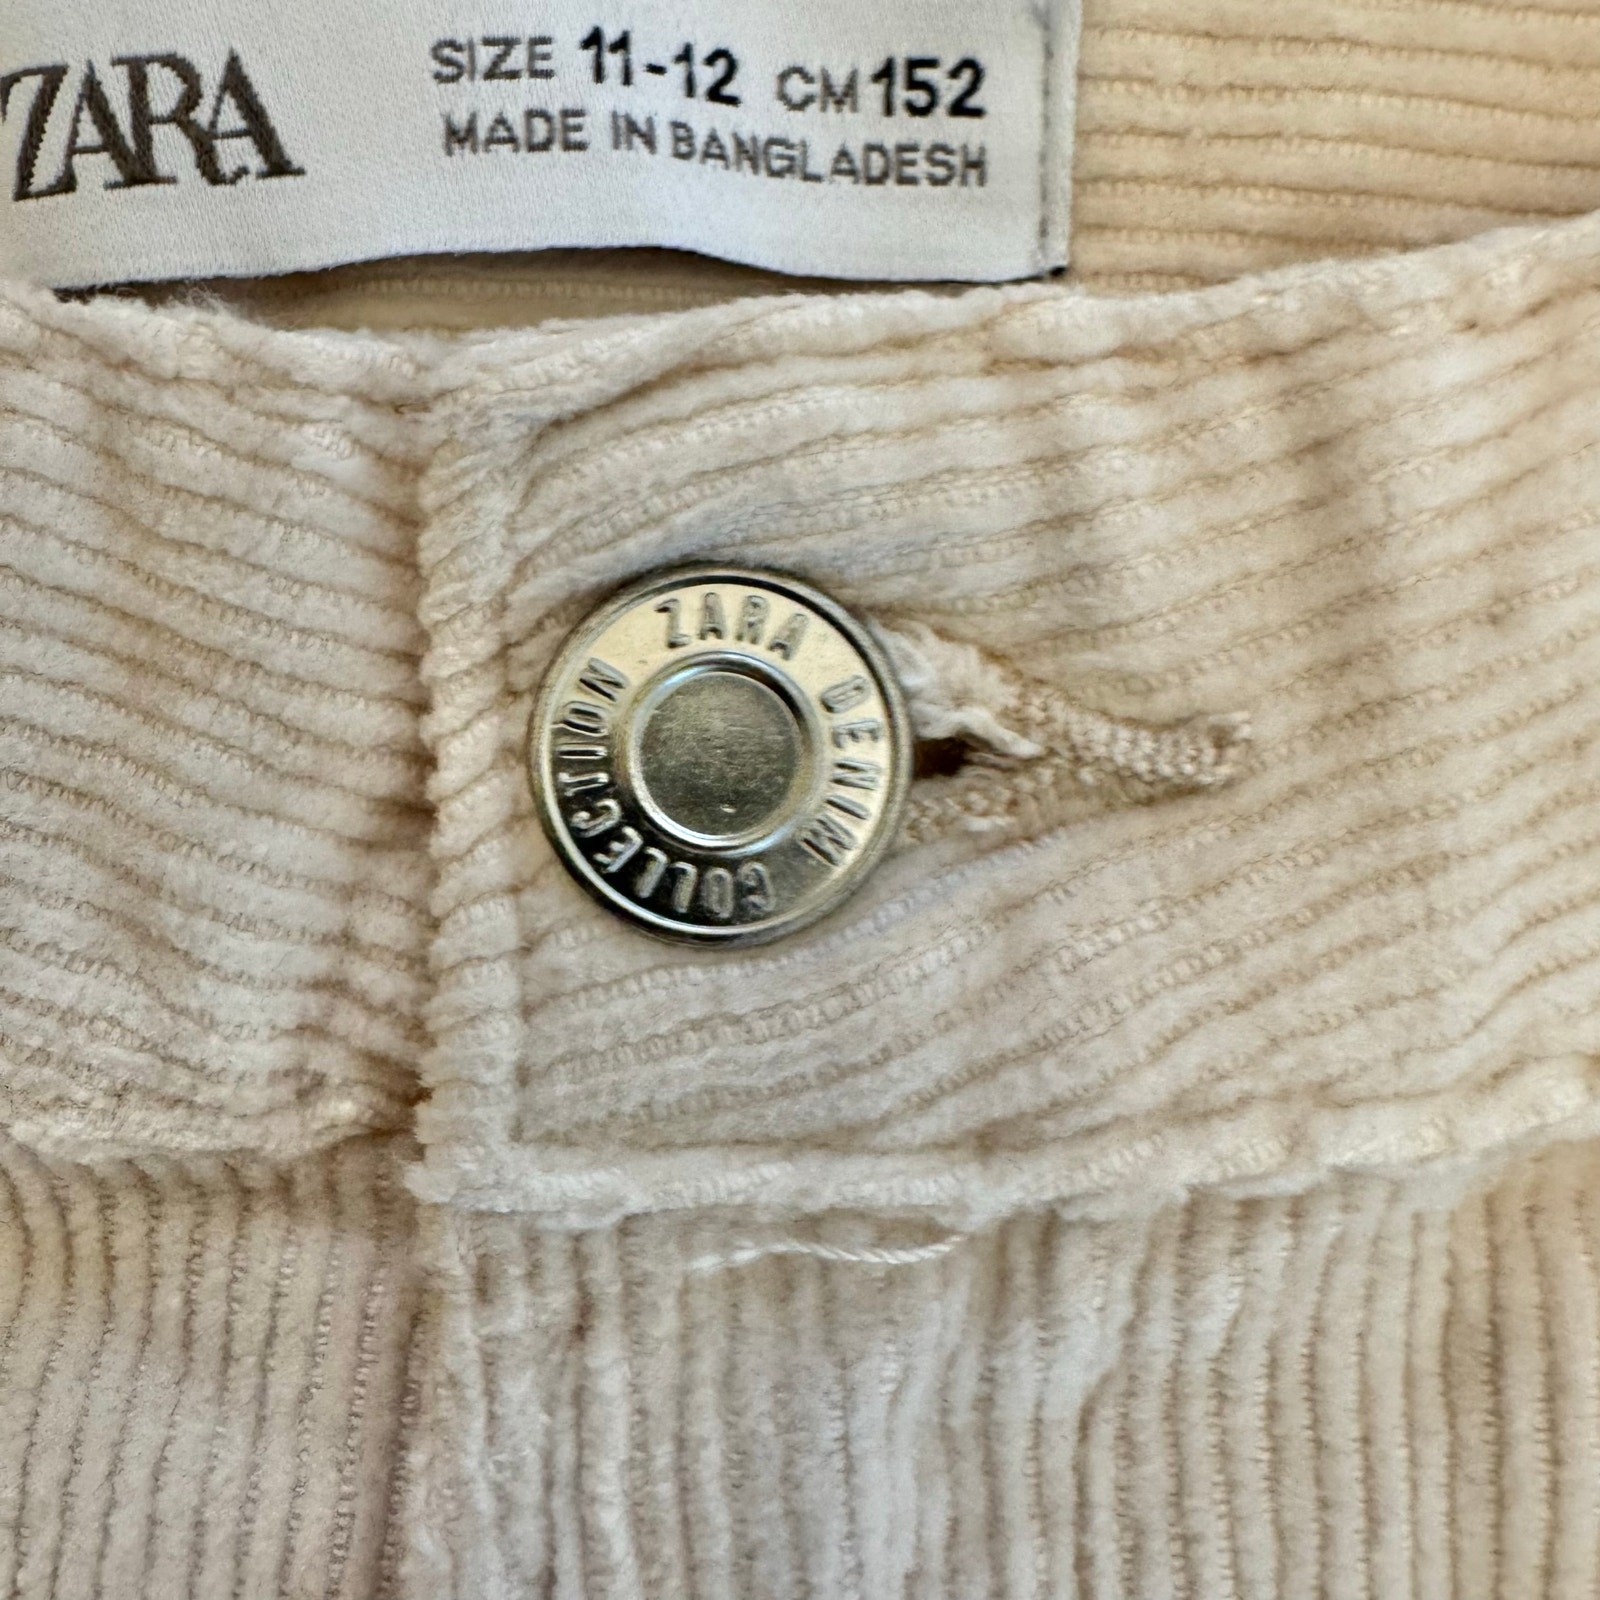 ZARA
SIZE 11-12 CM 152
MADE IN BANGLADESH
ZARA DENIM COLLECTION